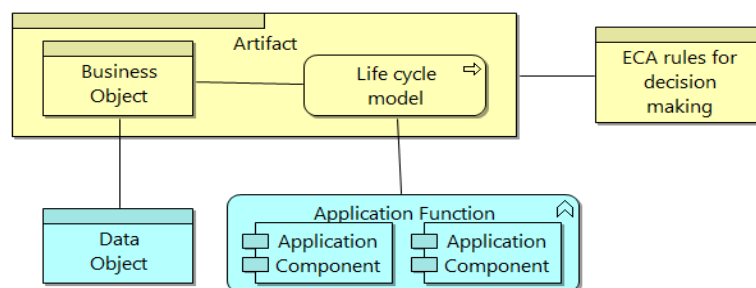 Artifact
Business
Object
Life cycle
model
ECA rules for
decision
making
Data
Object
Application Function
Application
Component
Application
Component